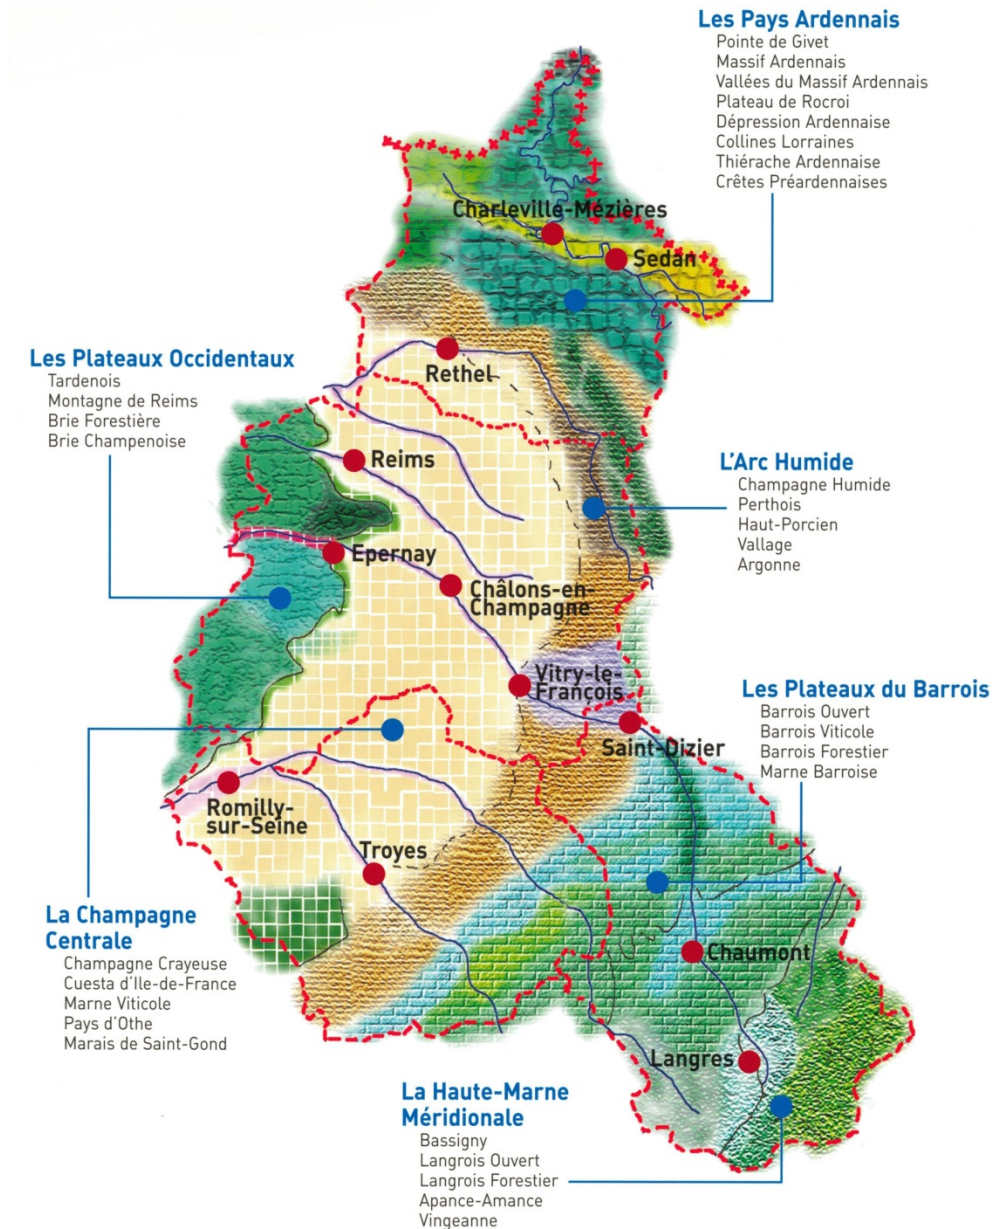 Les Pays Ardennais
Pointe de Givet
Massif Ardennais
Vallées du Massif Ardennais
Plateau de Rocroi
Dépression Ardennaise
Collines Lorraines
Thiérache Ardennaise
Crêtes Préardennaises
Charleville-Mézières
Sedan
Les Plateaux Occidentaux
Tardenois
Montagne de Reims
Brie Forestière
Brie Champenoise
Rethel
Reims
L'Arc Humide
Champagne Humide
Perthois
Haut-Porcien
Vallage
Argonne
Epernay
Châlons-en-
Champagne
Vitry-le-
François
Saint-Dizier
Les Plateaux du Barrois
Barrois Ouvert
Barrois Viticole
Barrois Forestier
Marne Barroise
Romilly-
sur-Seine
Troyes
La Champagne
Centrale
Champagne Crayeuse
Cuesta d'Ile-de-France
Marne Viticole
Pays d'Othe
Marais de Saint-Gond
Chaumont
Langres
La Haute-Marne
Méridionale
Bassigny
Langrois Ouvert
Langrois Forestier
Apance-Amance
Vingeanne